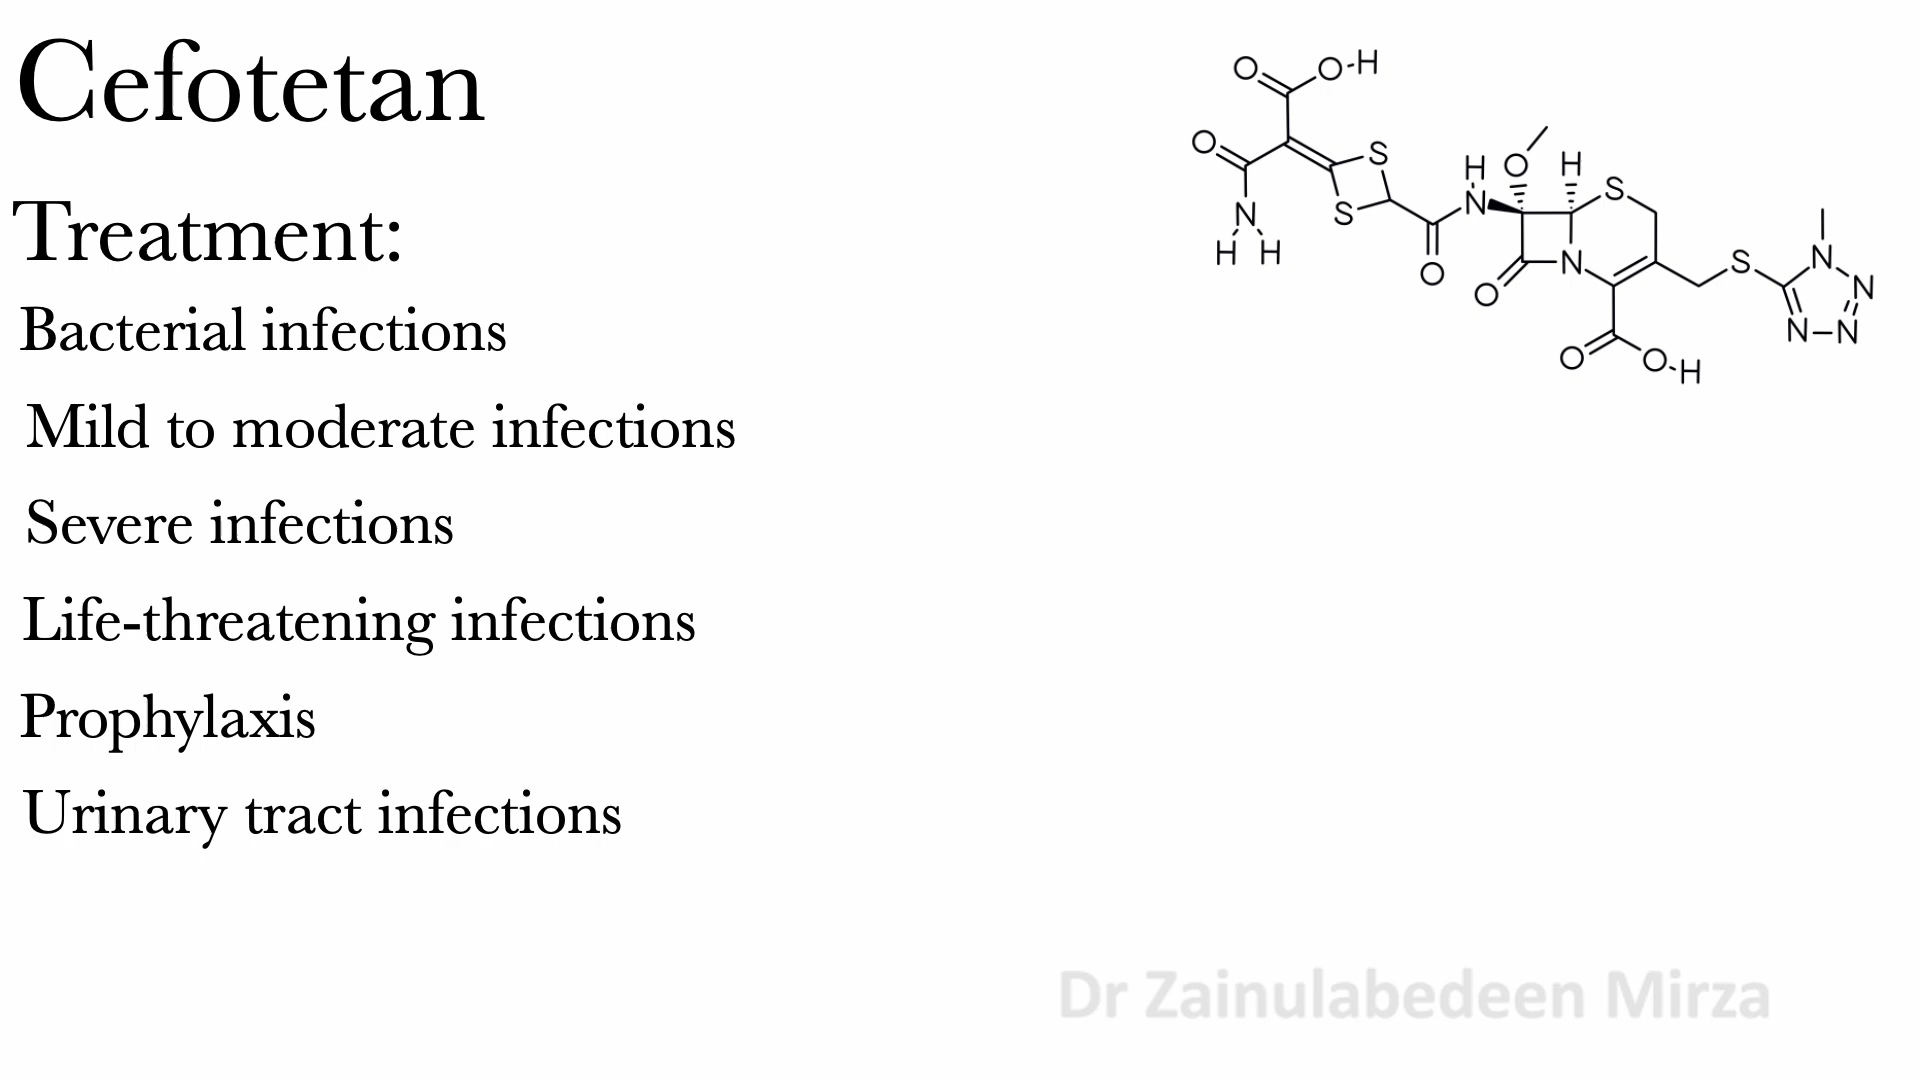 Cefotetan
Treatment:
Bacterial infections
Mild to moderate infections
Severe infections
Life-threatening infections
Prophylaxis
Urinary tract infections
O O-H
O S H O H S
N S N
H H O O N S N N
N-N
O O-H
Dr Zainulabedeen Mirza